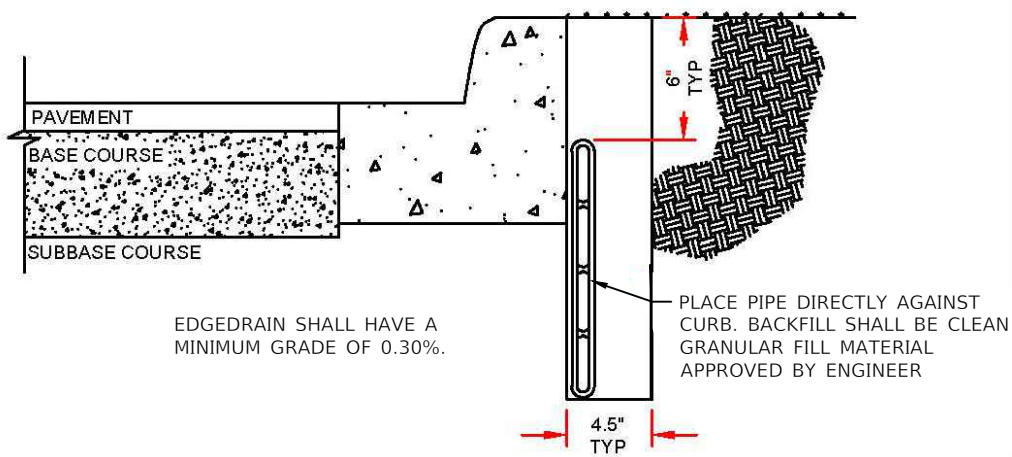 6"
TYP
PAVEMENT
BASE COURSE
SUBBASE COURSE
EDGEDRAIN SHALL HAVE A
MINIMUM GRADE OF 0.30%.
PLACE PIPE DIRECTLY AGAINST
CURB. BACKFILL SHALL BE CLEAN
GRANULAR FILL MATERIAL
APPROVED BY ENGINEER
4.5"
TYP